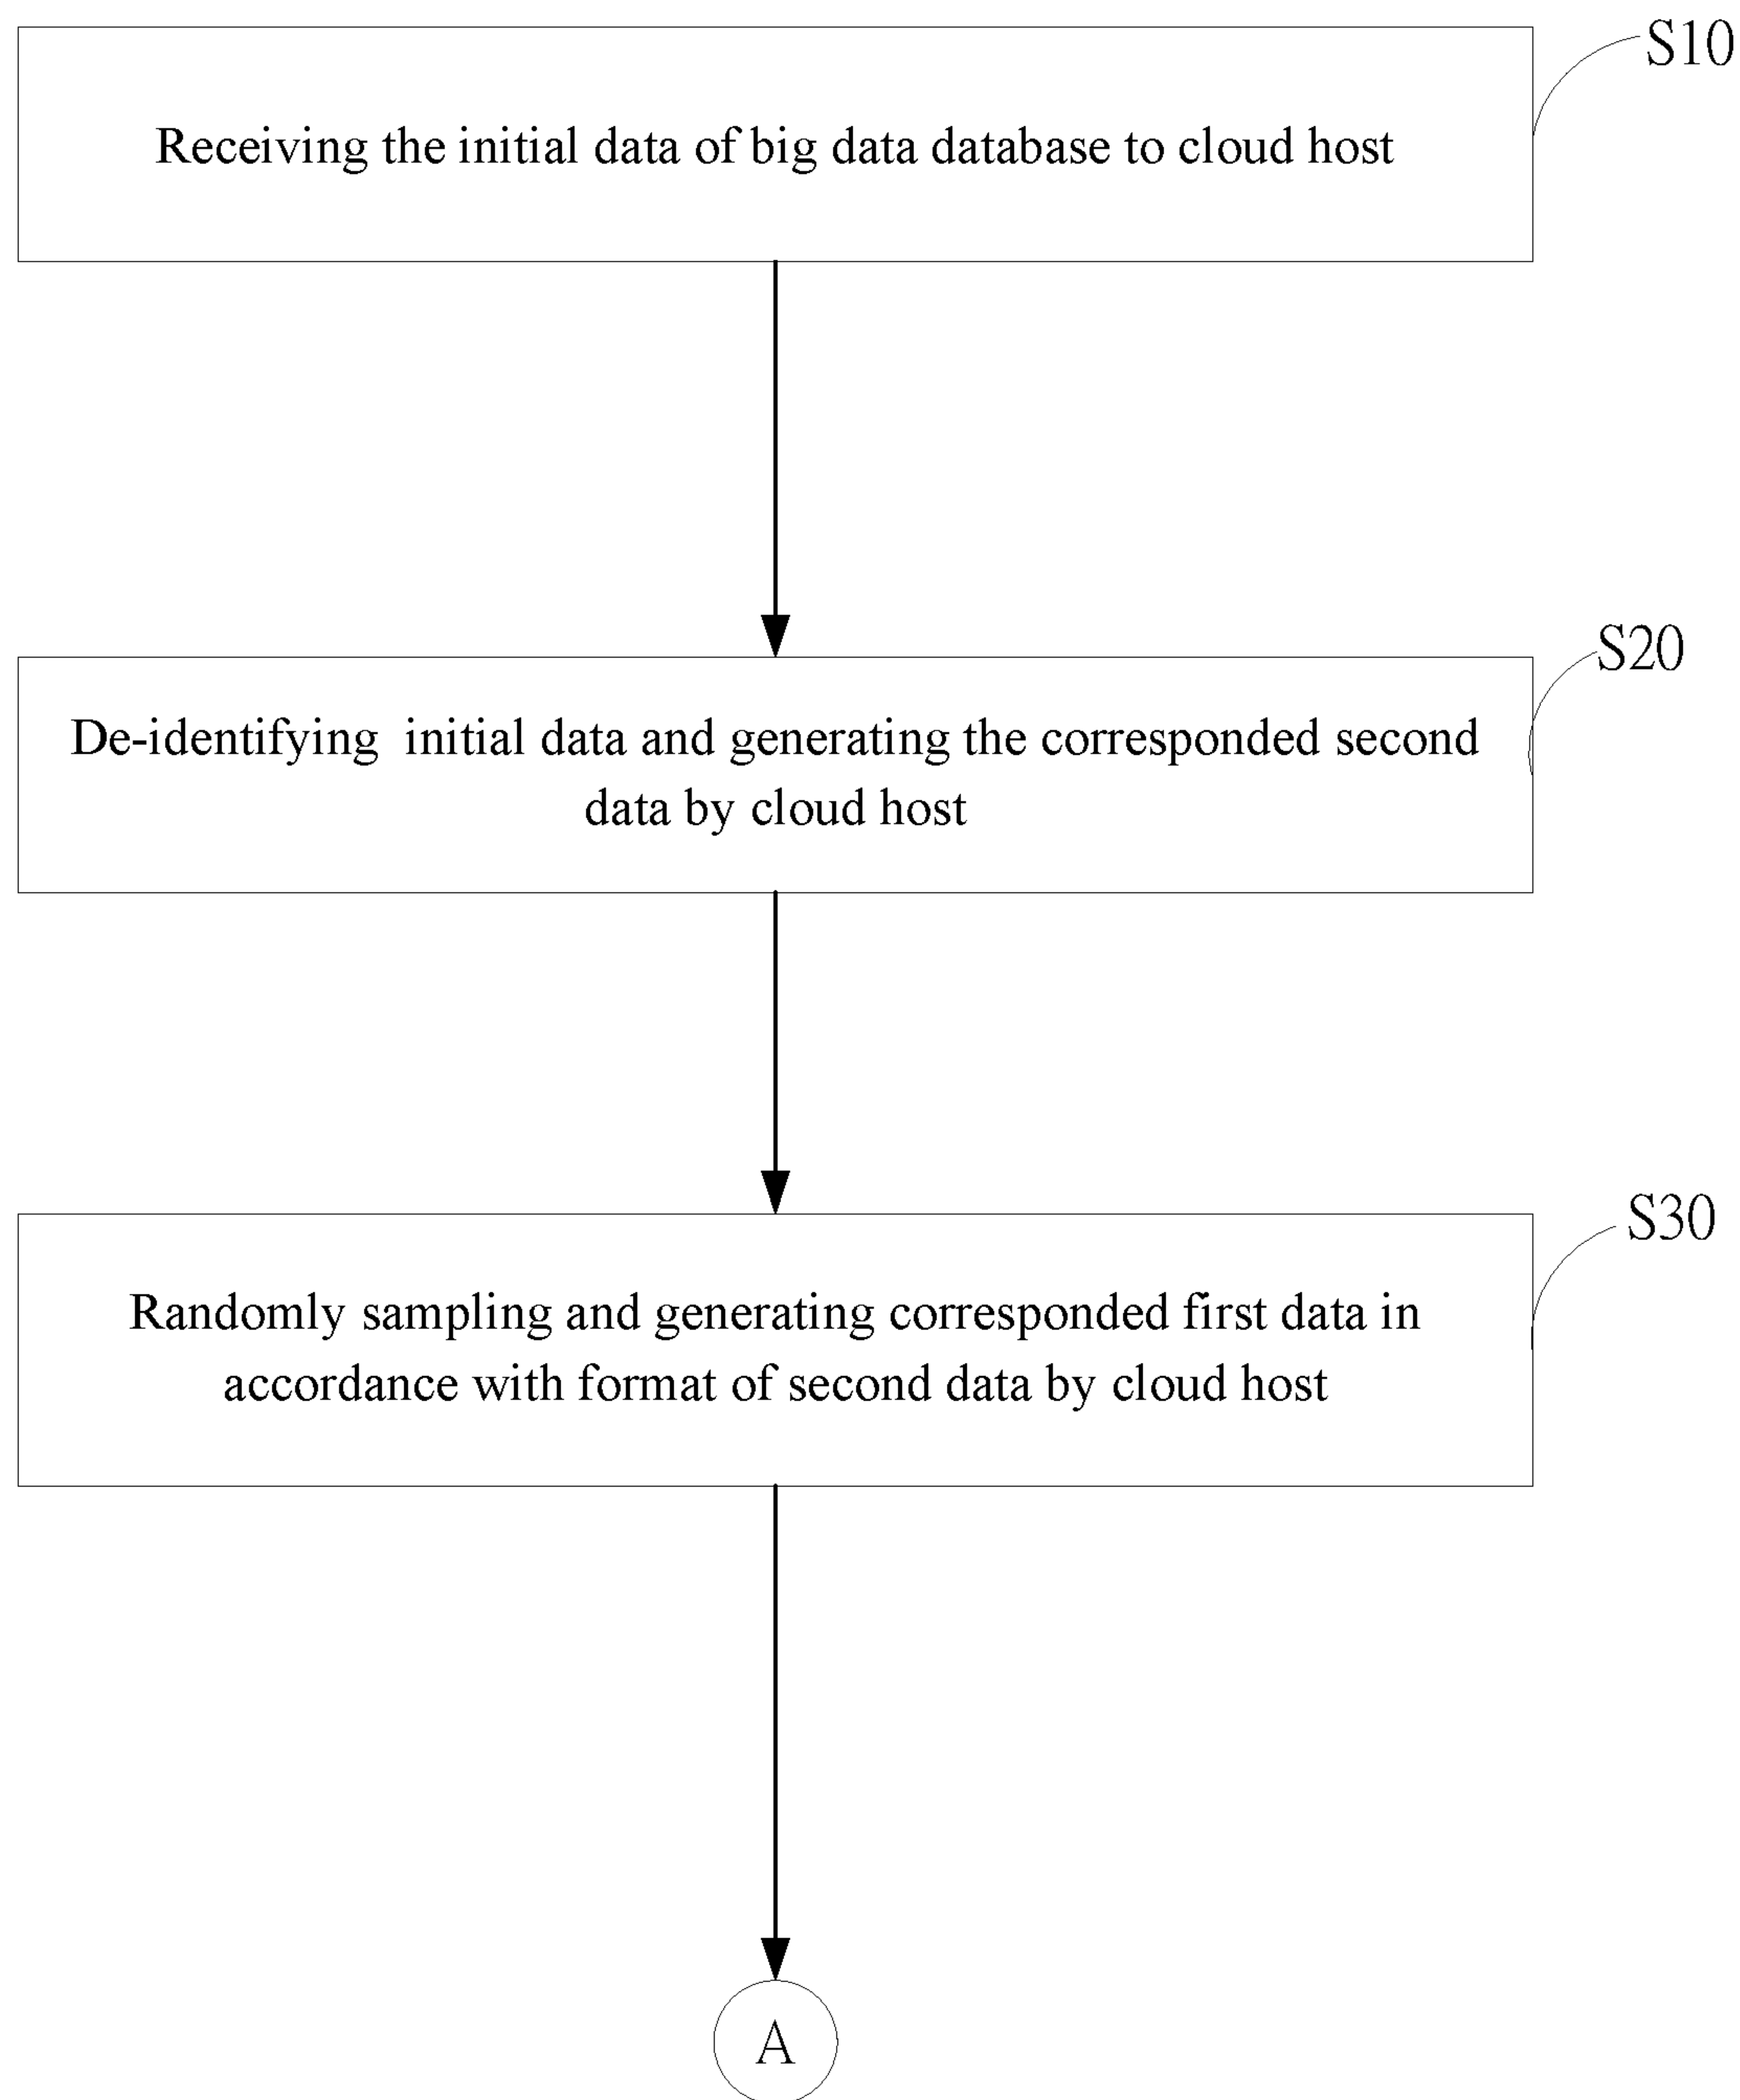 S10
Receiving the initial data of big data database to cloud host
S20
De-identifying  initial data and generating the corresponded second
data by cloud host
S30
Randomly sampling and generating corresponded first data in
accordance with format of second data by cloud host
A